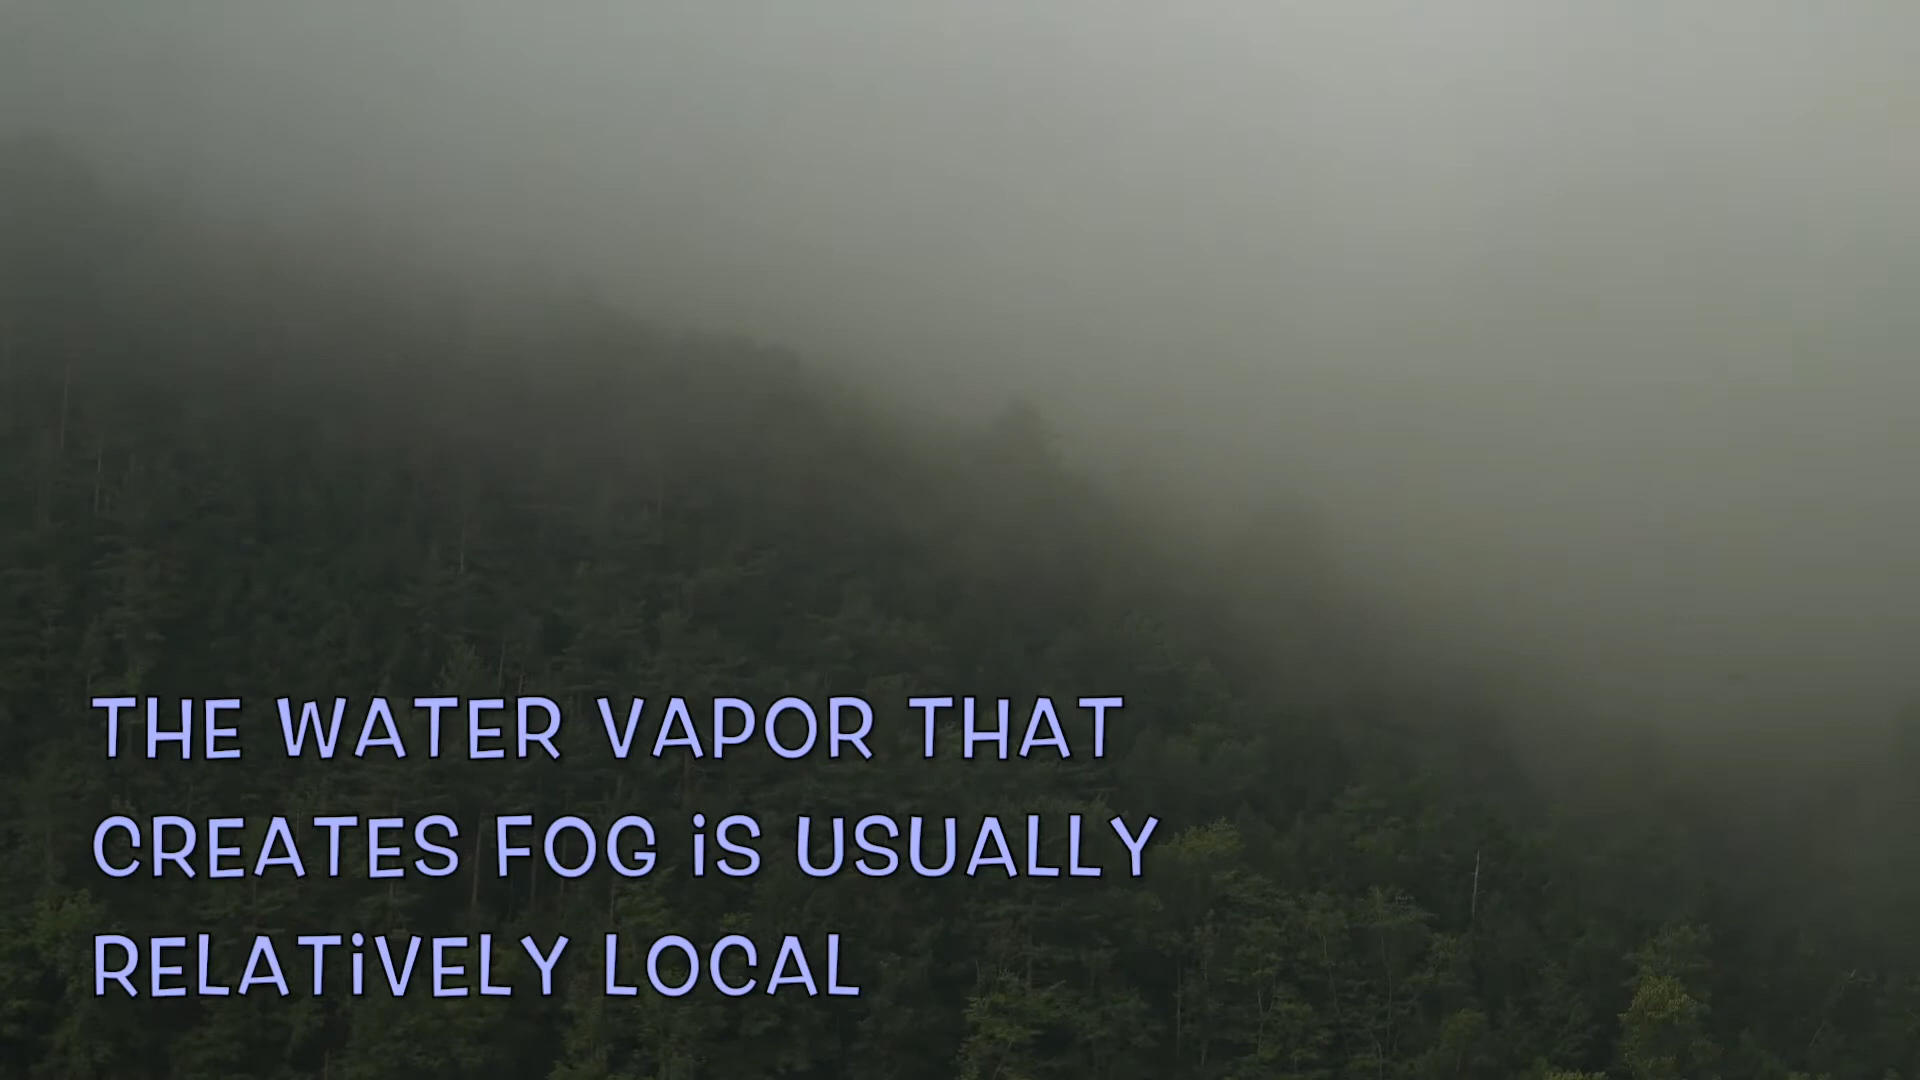 THE WATER VAPOR THAT
CREATES FOG iS USUALLY
RELATiVELY LOCAL